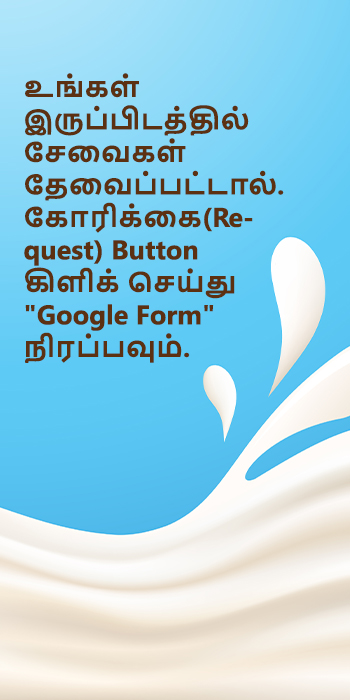 உங்கள்
இருப்பிடத்தில்
சேவைகள்
தேவைப்பட்டால்.
கோரிக்கை(Re-
quest) Button
கிளிக் செய்து
"Google Form"
நிரப்பவும்.